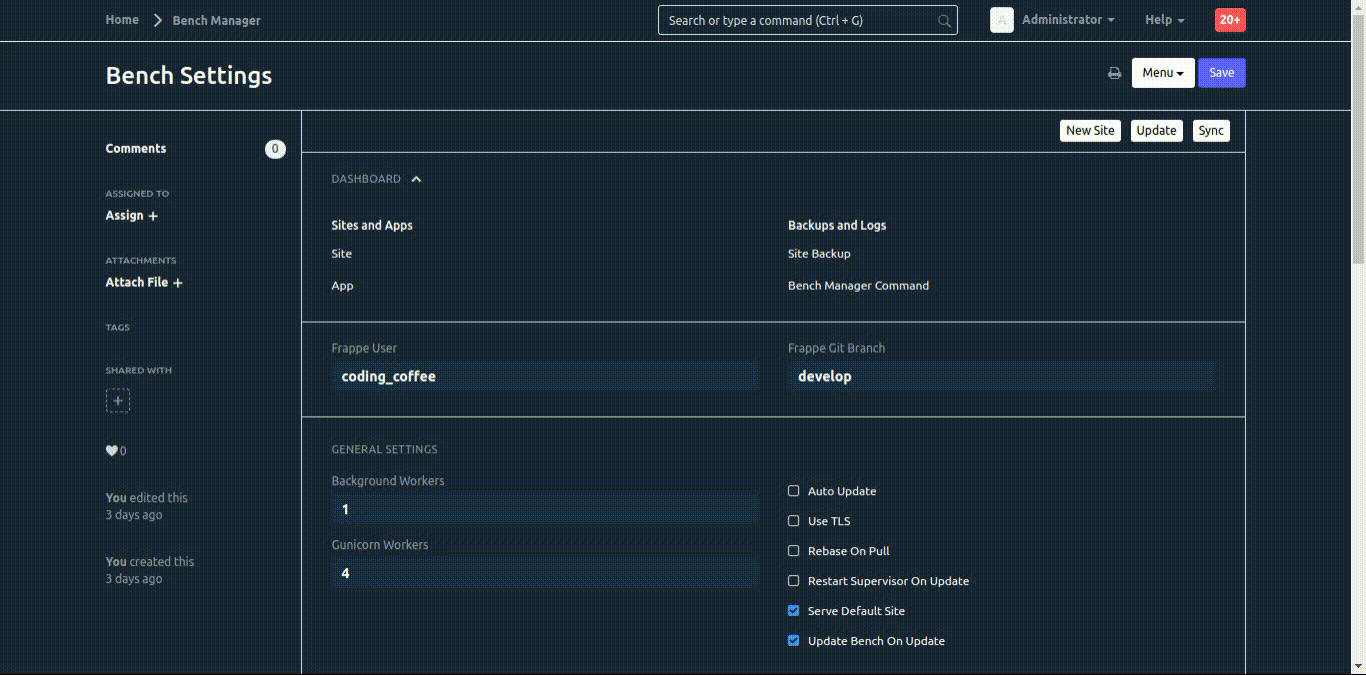 Home > Bench Manager Search or type a command (Ctrl + G) A Administrator Help 20+
Bench Settings Menu Save
New Site Update Sync
Comments 0
ASSIGNED TO
Assign +
ATTACHMENTS
Attach File +
TAGS
SHARED WITH
+
0
You edited this
3 days ago
You created this
3 days ago
DASHBOARD
Sites and Apps
Site
App
Backups and Logs
Site Backup
Bench Manager Command
Frappe User
coding_coffee
Frappe Git Branch
develop
GENERAL SETTINGS
Background Workers
1
Gunicorn Workers
4
Auto Update
Use TLS
Rebase On Pull
Restart Supervisor On Update
Serve Default Site
Update Bench On Update